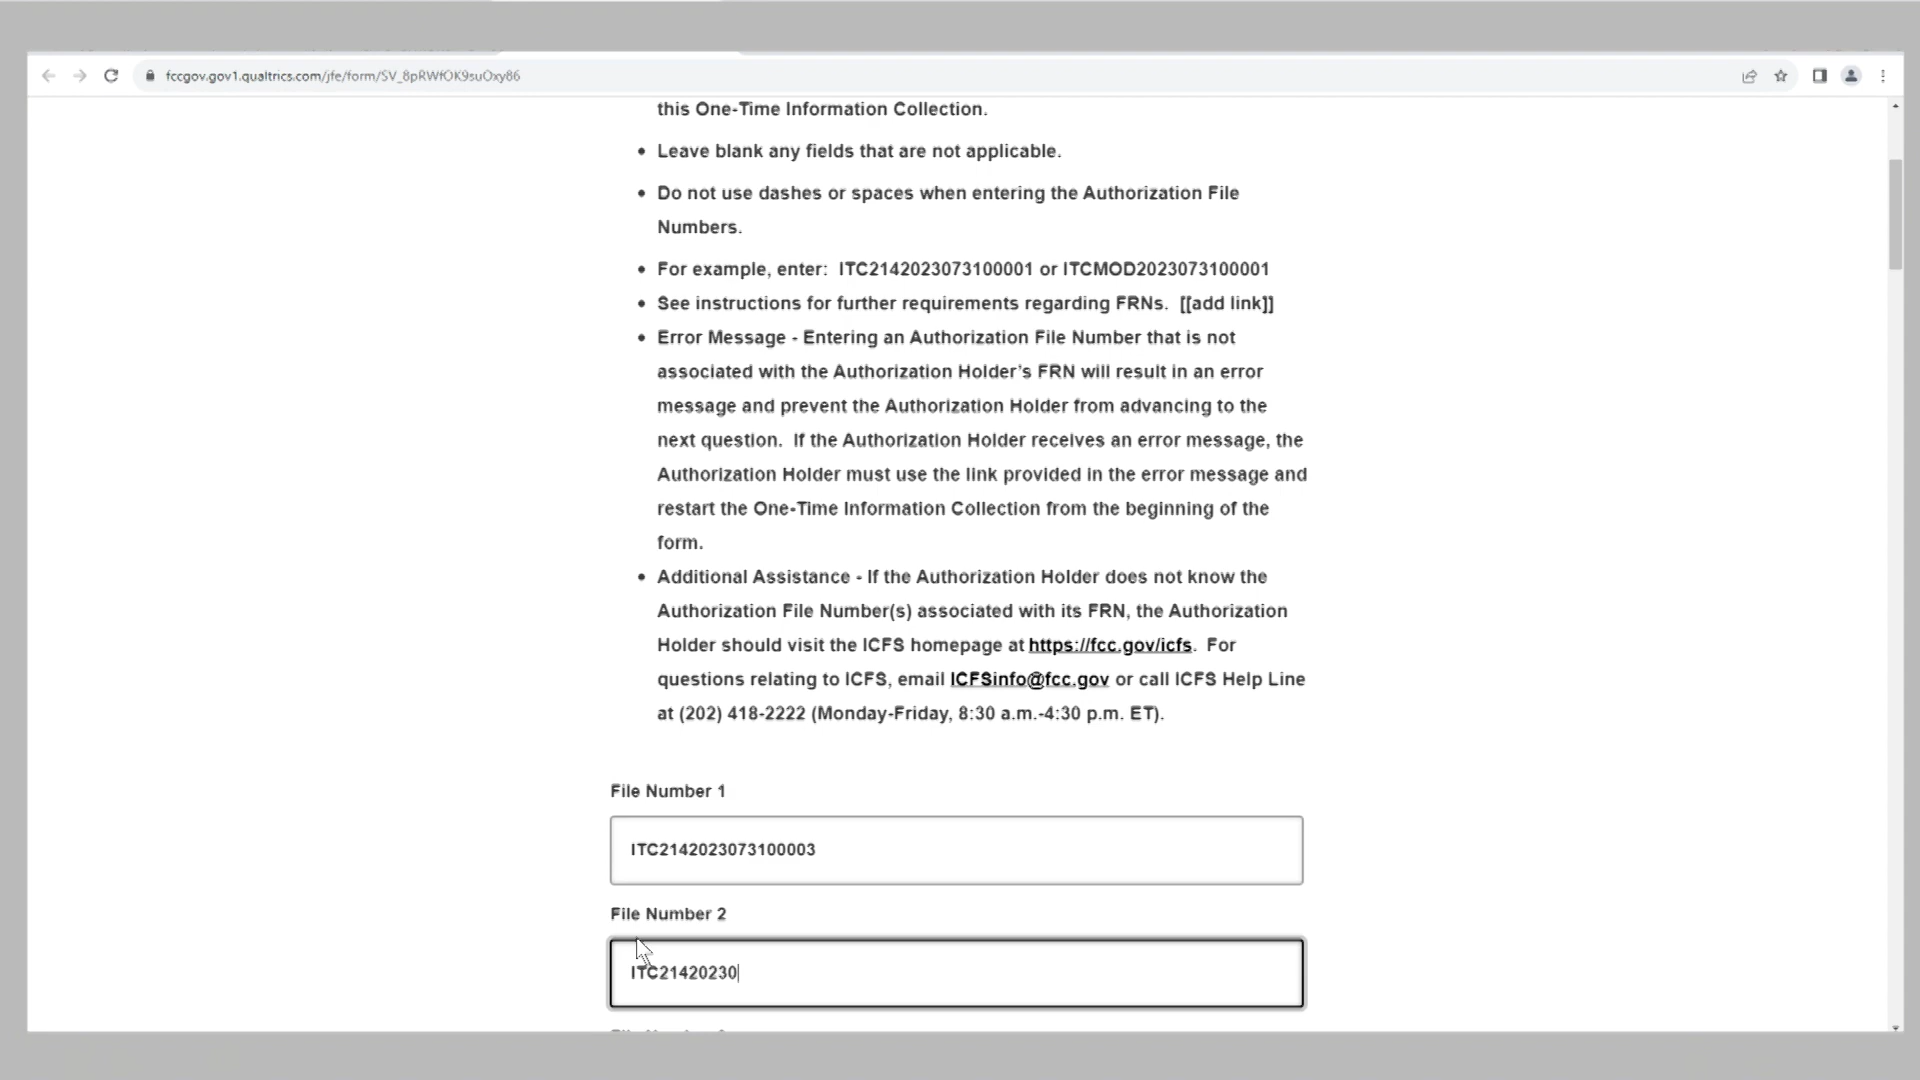 fccgov.gov1.qualtrics.com/jfe/form/SV_8pRWfOK9suOxy86
this One-Time Information Collection.
• Leave blank any fields that are not applicable.
• Do not use dashes or spaces when entering the Authorization File
Numbers.
• For example, enter:  ITC2142023073100001 or ITCMOD2023073100001
• See instructions for further requirements regarding FRNs.  [[add link]]
• Error Message - Entering an Authorization File Number that is not
associated with the Authorization Holder’s FRN will result in an error
message and prevent the Authorization Holder from advancing to the
next question.  If the Authorization Holder receives an error message, the
Authorization Holder must use the link provided in the error message and
restart the One-Time Information Collection from the beginning of the
form.
• Additional Assistance - If the Authorization Holder does not know the
Authorization File Number(s) associated with its FRN, the Authorization
Holder should visit the ICFS homepage at https://fcc.gov/icfs.  For
questions relating to ICFS, email ICFSinfo@fcc.gov or call ICFS Help Line
at (202) 418-2222 (Monday-Friday, 8:30 a.m.-4:30 p.m. ET).
File Number 1
ITC2142023073100003
File Number 2
ITC21420230